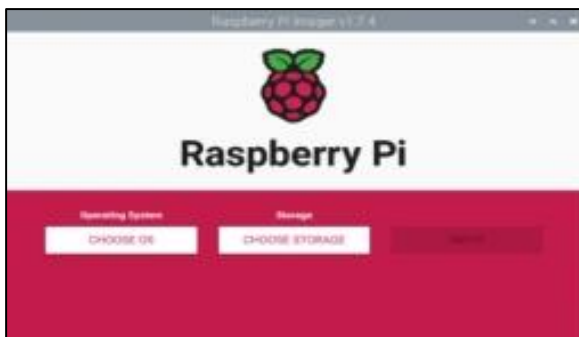 Raspberry Pi Imager v1.7.4
Raspberry Pi
Operating System
Storage
CHOOSE OS
CHOOSE STORAGE